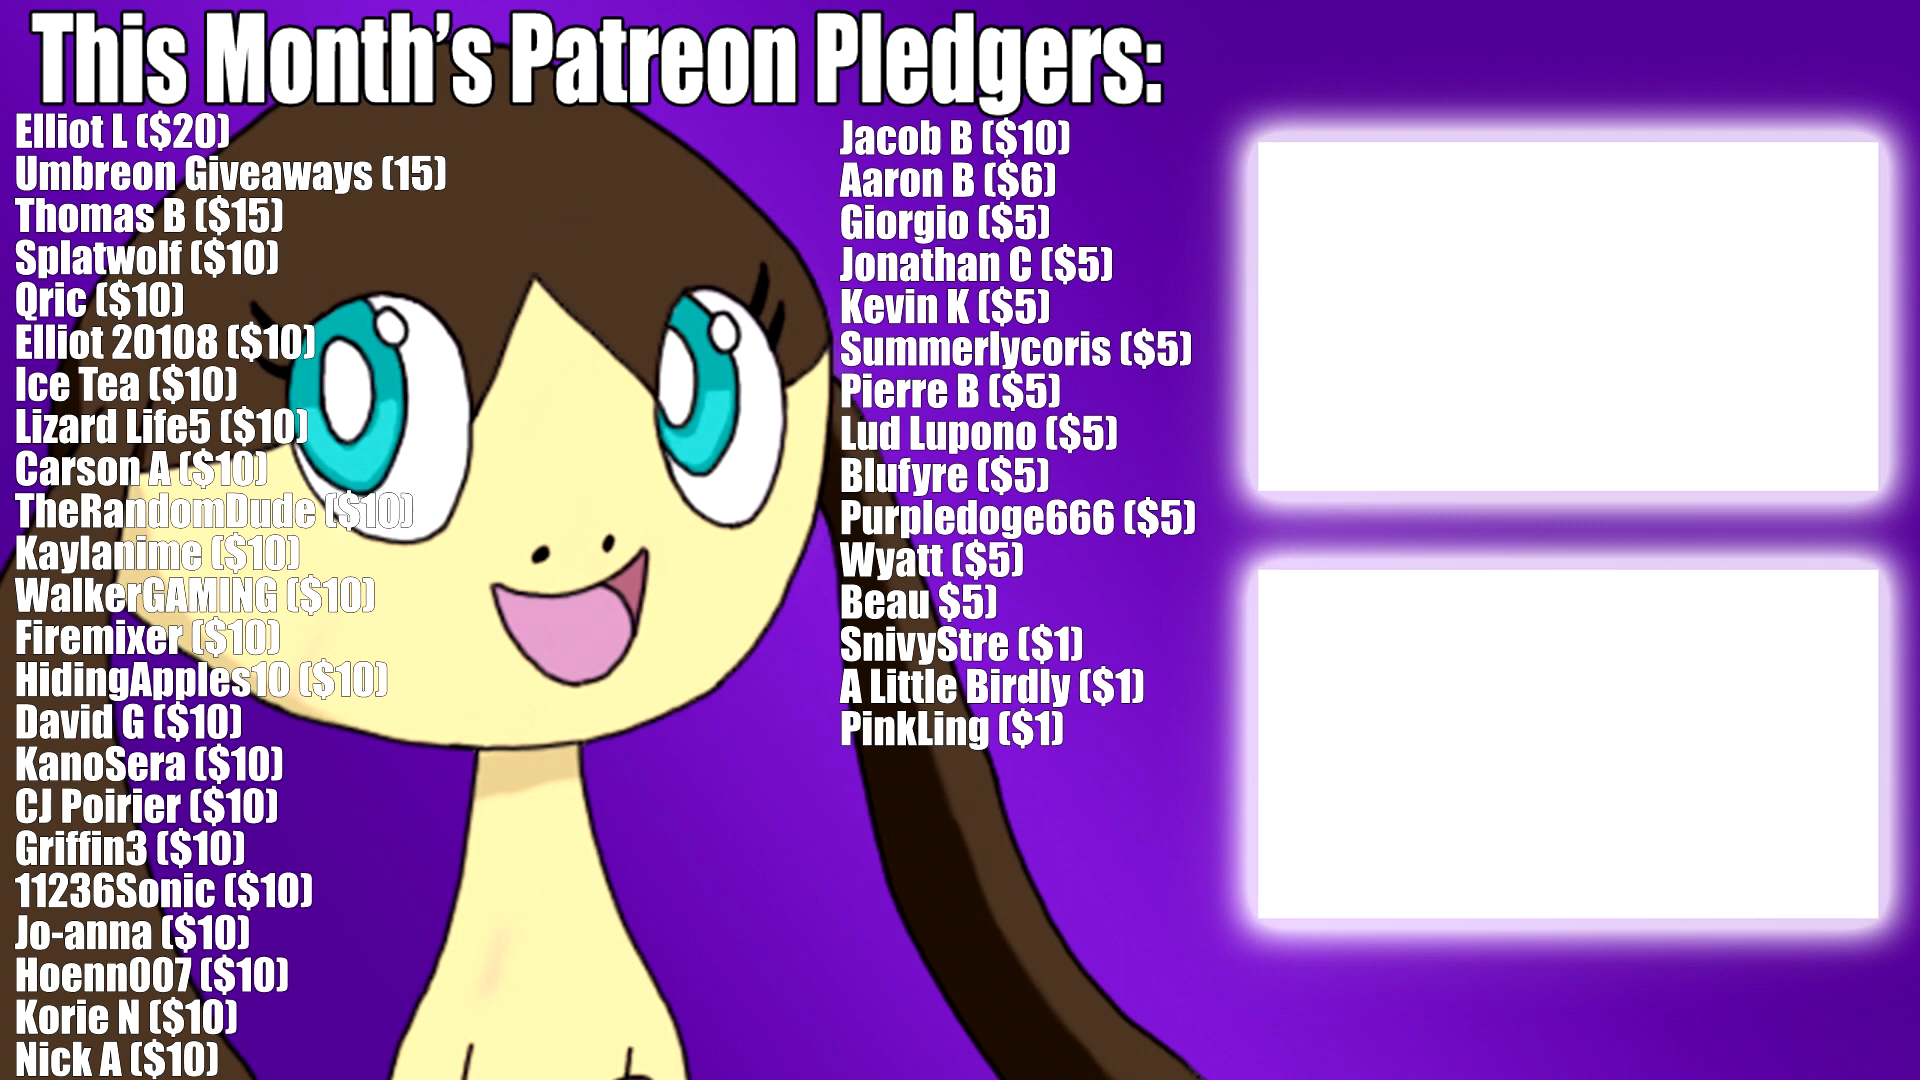 This Month's Patreon Pledgers:
Elliot L ($20)
Umbreon Giveaways (15)
Thomas B ($15)
Splatwolf ($10)
Qric ($10)
Elliot 20108 ($10)
Ice Tea ($10)
Lizard Life5 ($10)
Carson A ($10)
TheRandomDude ($10)
Kaylanime ($10)
WalkerGAMING ($10)
Firemixer ($10)
HidingApples10 ($10)
David G ($10)
KanoSera ($10)
CJ Poirier ($10)
Griffin3 ($10)
11236Sonic ($10)
Jo-anna ($10)
Hoenn007 ($10)
Korie N ($10)
Nick A ($10)
Jacob B ($10)
Aaron B ($6)
Giorgio ($5)
Jonathan C ($5)
Kevin K ($5)
Summerlycoris ($5)
Pierre B ($5)
Lud Lupono ($5)
Blufyre ($5)
Purpledoge666 ($5)
Wyatt ($5)
Beau $5)
SnivyStre ($1)
A Little Birdly ($1)
PinkLing ($1)